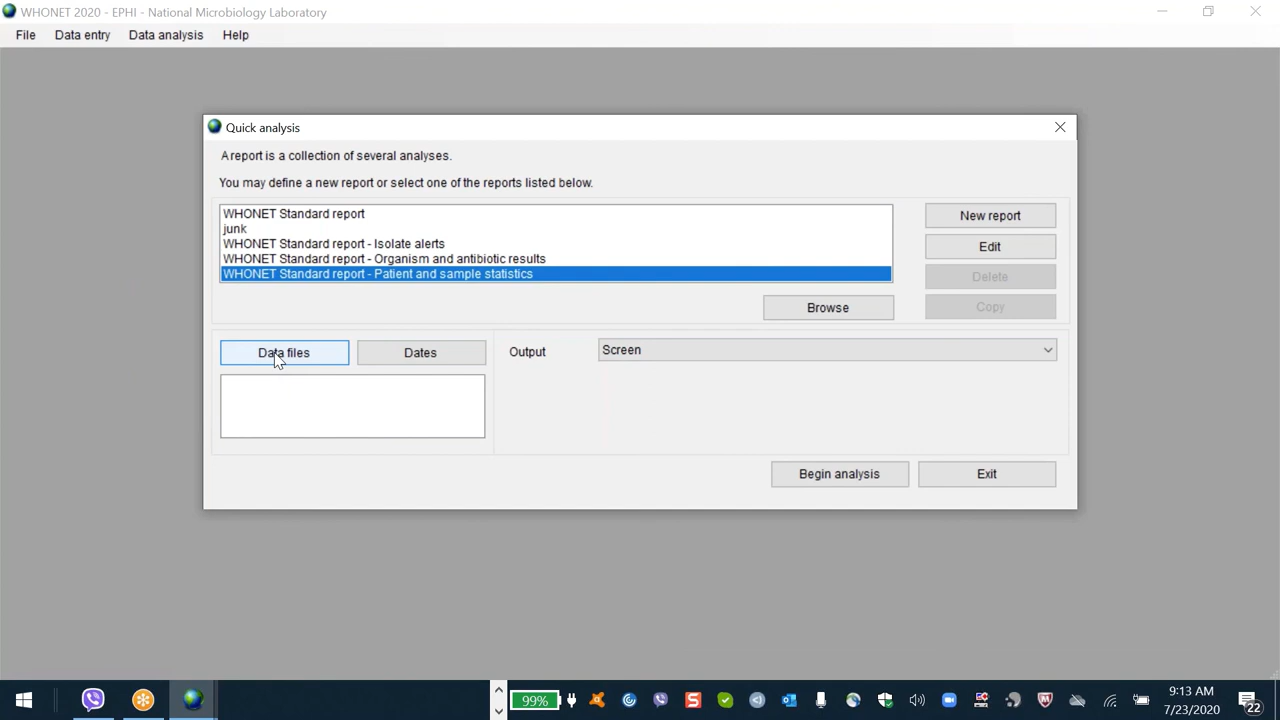 WHONET 2020 - EPHI - National Microbiology Laboratory
File Data entry Data analysis Help
Quick analysis
A report is a collection of several analyses.
You may define a new report or select one of the reports listed below.
WHONET Standard report
junk
WHONET Standard report - Isolate alerts
WHONET Standard report - Organism and antibiotic results
WHONET Standard report - Patient and sample statistics
New report
Edit
Delete
Copy
Browse
Data files
Dates
Output
Screen
Begin analysis
Exit
99%
9:13 AM
7/23/2020
22